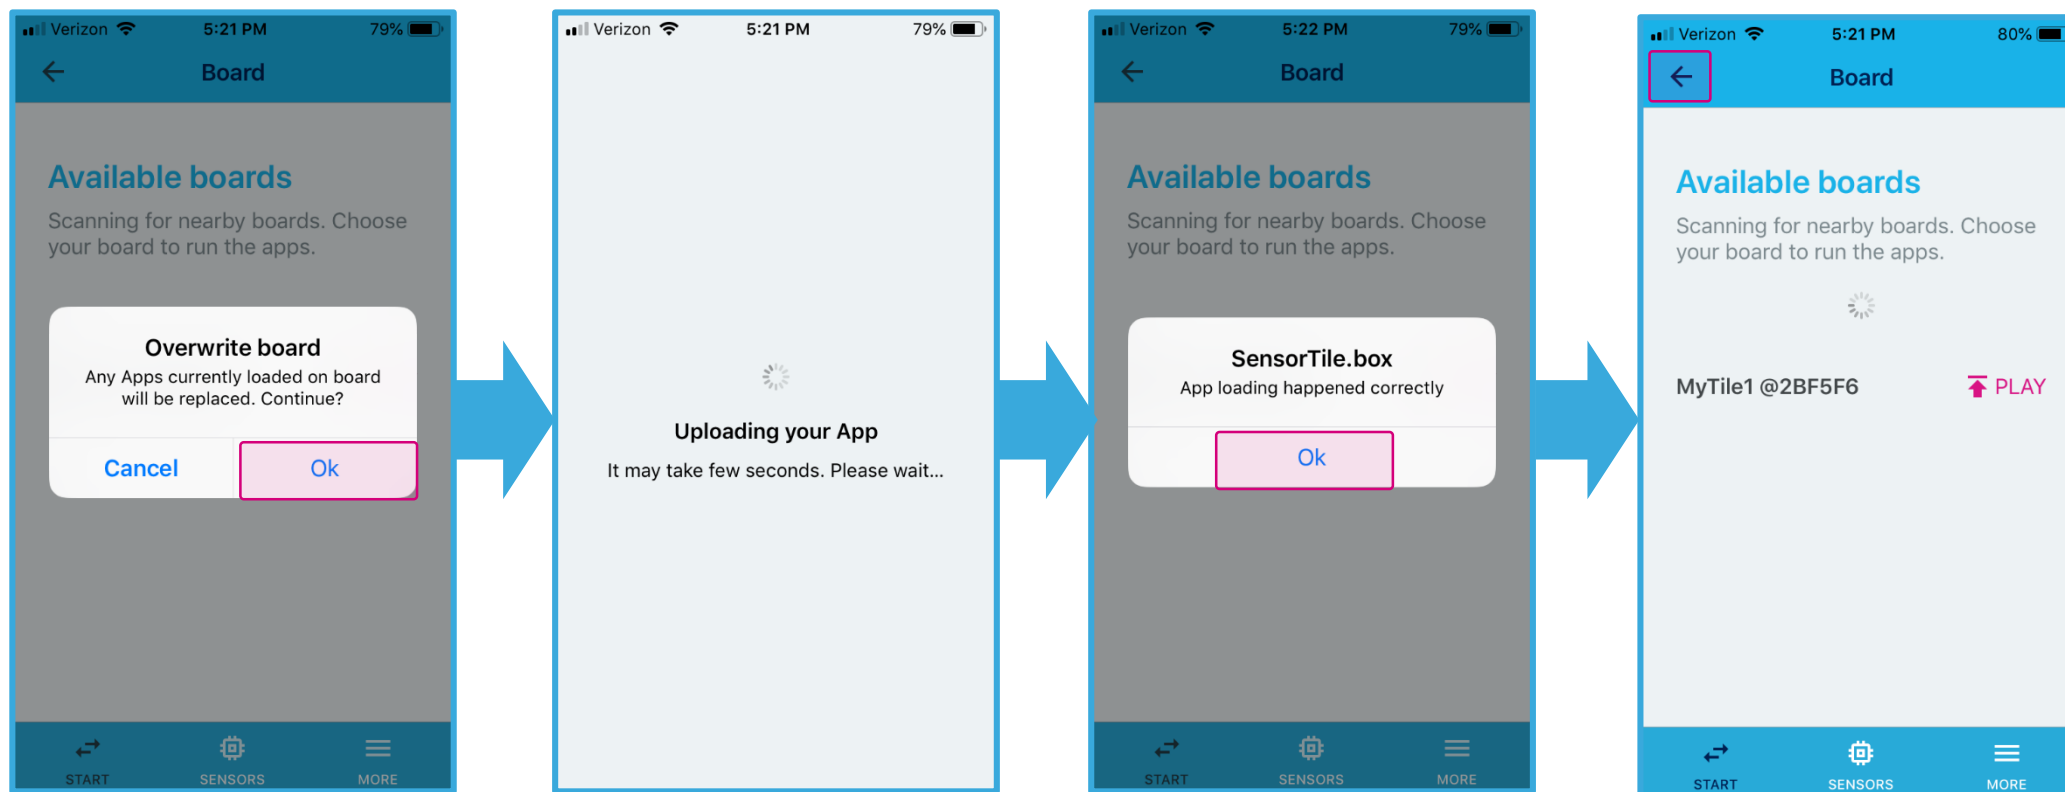 Verizon 5:21 PM 79%
Board
Available boards
Scanning for nearby boards. Choose
your board to run the apps.
Overwrite board
Any Apps currently loaded on board
will be replaced. Continue?
Cancel Ok
START SENSORS MORE
Verizon 5:21 PM 79%
Uploading your App
It may take few seconds. Please wait...
Verizon 5:22 PM 79%
Board
Available boards
Scanning for nearby boards. Choose
your board to run the apps.
SensorTile.box
App loading happened correctly
Ok
START SENSORS MORE
Verizon 5:21 PM 80%
Board
Available boards
Scanning for nearby boards. Choose
your board to run the apps.
MyTile1 @2BF5F6 PLAY
START SENSORS MORE